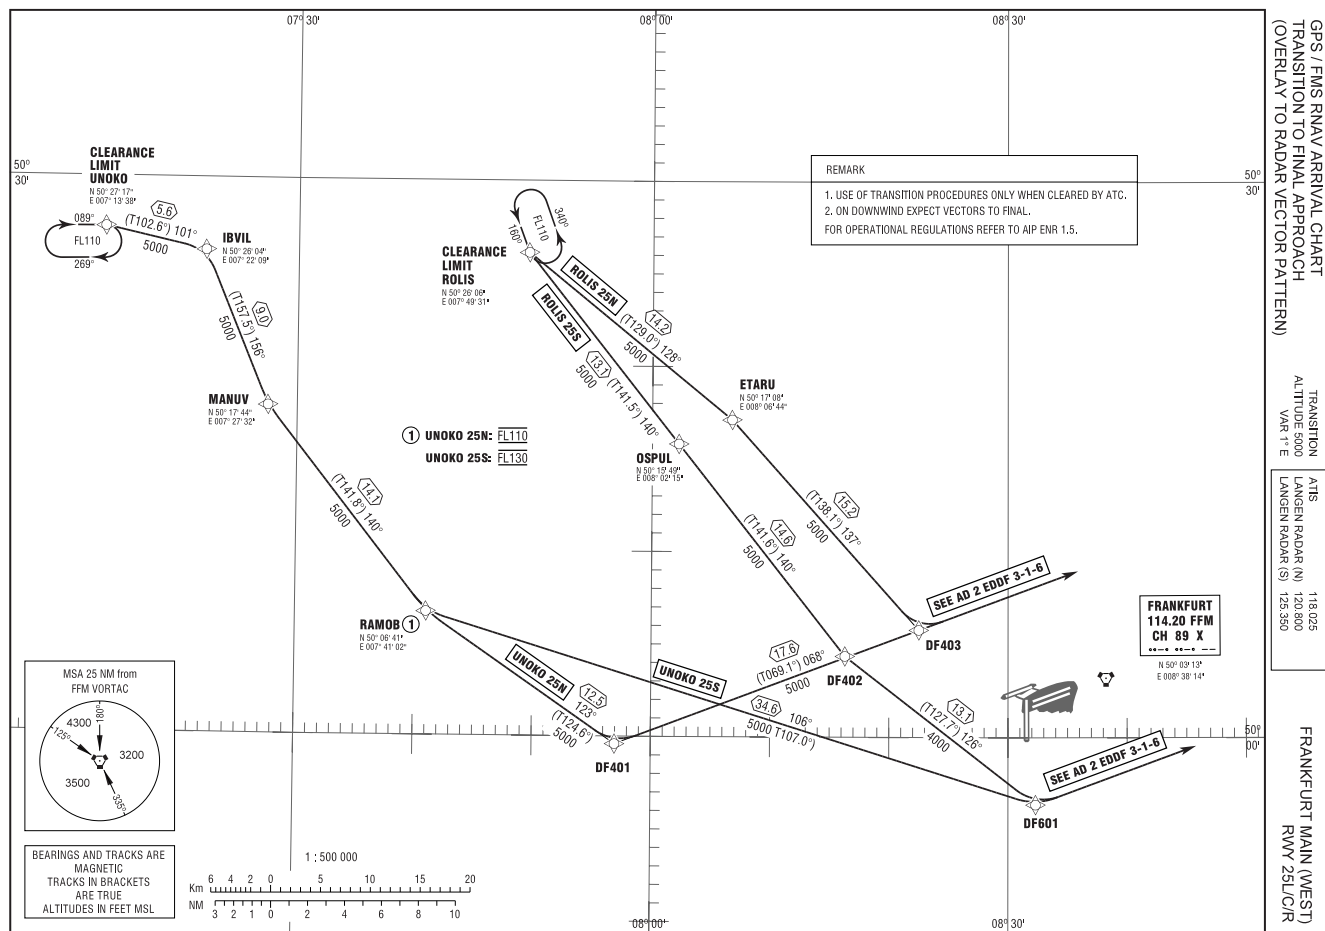 GPS / FMS RNAV ARRIVAL CHART
TRANSITION TO FINAL APPROACH
(OVERLAY TO RADAR VECTOR PATTERN)
TRANSITION
ALTITUDE 5000
VAR 1° E
ATIS 118.025
LANGEN RADAR (N) 120.800
LANGEN RADAR (S) 125.350
FRANKFURT MAIN (WEST)
RWY 25L/C/R
07° 30'
08° 00'
08° 30'
50°
30'
50°
30'
CLEARANCE
LIMIT
UNOKO
N 50° 27' 17"
E 007° 13' 38"
089°
FL110
269°
5.6
(T102.6°) 101°
5000
IBVIL
N 50° 26' 04"
E 007° 22' 09"
9.0
(T157.5°) 156°
5000
MANUV
N 50° 17' 44"
E 007° 27' 32"
14.1
(T141.8°) 140°
5000
RAMOB 1
N 50° 06' 41"
E 007° 41' 02"
1 UNOKO 25N: FL110
UNOKO 25S: FL130
340°
FL110
160°
CLEARANCE
LIMIT
ROLIS
N 50° 26' 06"
E 007° 49' 31"
ROLIS 25N
14.2
(T129.0°) 128°
5000
ROLIS 25S
13.1
(T141.5°) 140°
5000
ETARU
N 50° 17' 08"
E 008° 06' 44"
OSPUL
N 50° 15' 49"
E 008° 02' 15"
15.2
(T138.1°) 137°
5000
14.6
(T141.6°) 140°
5000
REMARK
1. USE OF TRANSITION PROCEDURES ONLY WHEN CLEARED BY ATC.
2. ON DOWNWIND EXPECT VECTORS TO FINAL.
FOR OPERATIONAL REGULATIONS REFER TO AIP ENR 1.5.
SEE AD 2 EDDF 3-1-6
DF403
DF402
17.6
(T069.1°) 068°
5000
UNOKO 25N
12.5
123°
(T124.6°)
5000
DF401
UNOKO 25S
34.6
106°
5000 T107.0°)
13.1
(T127.7°) 126°
4000
SEE AD 2 EDDF 3-1-6
DF601
FRANKFURT
114.20 FFM
CH 89 X
N 50° 03' 13"
E 008° 38' 14"
50°
00'
MSA 25 NM from
FFM VORTAC
4300
180°
125°
3200
3500
335°
BEARINGS AND TRACKS ARE
MAGNETIC
TRACKS IN BRACKETS
ARE TRUE
ALTITUDES IN FEET MSL
1 : 500 000
Km 6 4 2 0 5 10 15 20
NM 3 2 1 0 2 4 6 8 10
08° 00'
08° 30'